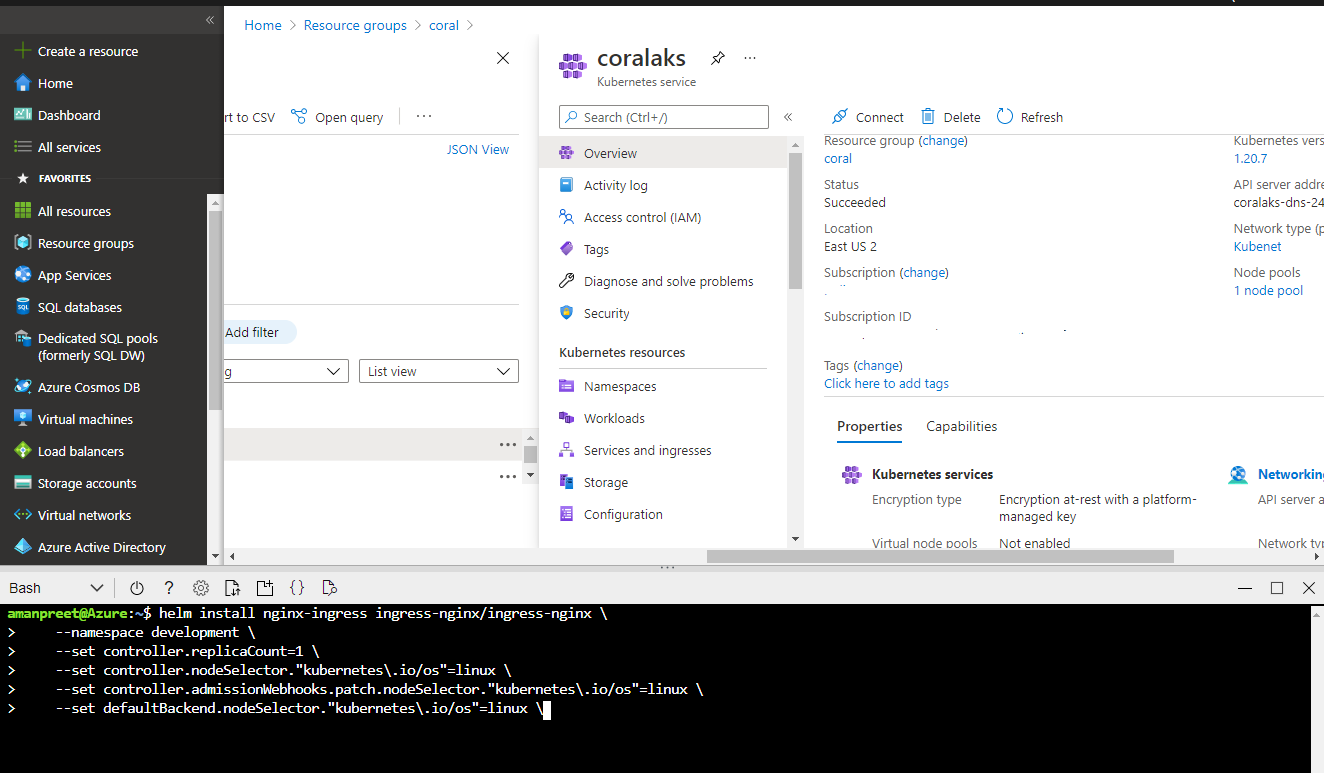 «
Create a resource
Home
Dashboard
All services
FAVORITES
All resources
Resource groups
App Services
SQL databases
Dedicated SQL pools
(formerly SQL DW)
Azure Cosmos DB
Virtual machines
Load balancers
Storage accounts
Virtual networks
Azure Active Directory
Home > Resource groups > coral >
rt to CSV
Open query
...
JSON View
Add filter
g
List view
coralaks
...
Kubernetes service
Search (Ctrl+/)
«
Overview
Activity log
Access control (IAM)
Tags
Diagnose and solve problems
Security
Kubernetes resources
Namespaces
Workloads
Services and ingresses
Storage
Configuration
Connect
Delete
Refresh
Resource group (change)
coral
Status
Succeeded
Location
East US 2
Subscription (change)
Subscription ID
Tags (change)
Click here to add tags
Kubernetes vers
1.20.7
API server addre
coralaks-dns-24
Network type (p
Kubenet
Node pools
1 node pool
Properties
Capabilities
Kubernetes services
Encryption type
Encryption at-rest with a platform-
managed key
Virtual node pools
Not enabled
Networking
API server a
Network typ
Bash
?
{}
amanpreet@Azure:~$ helm install nginx-ingress ingress-nginx/ingress-nginx \
> --namespace development \
> --set controller.replicaCount=1 \
> --set controller.nodeSelector."kubernetes\.io/os"=linux \
> --set controller.admissionWebhooks.patch.nodeSelector."kubernetes\.io/os"=linux \
> --set defaultBackend.nodeSelector."kubernetes\.io/os"=linux \